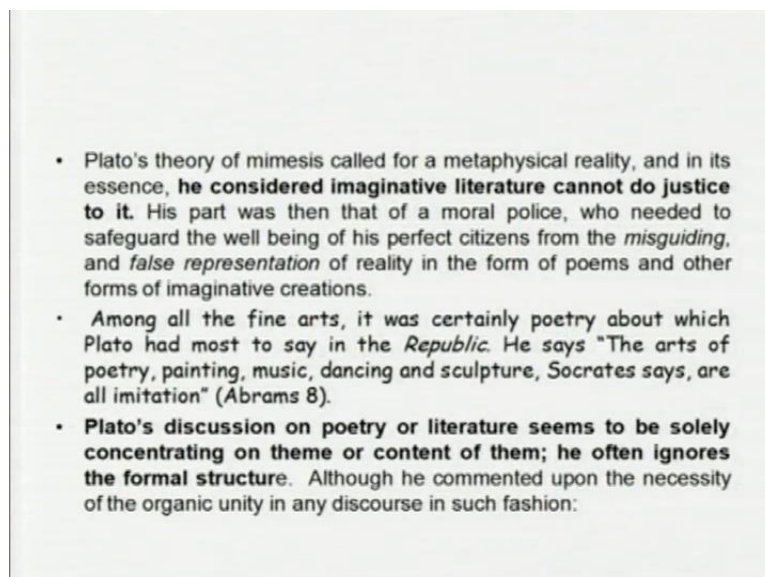 • Plato's theory of mimesis called for a metaphysical reality, and in its
essence, he considered imaginative literature cannot do justice
to it. His part was then that of a moral police, who needed to
safeguard the well being of his perfect citizens from the misguiding,
and false representation of reality in the form of poems and other
forms of imaginative creations.
• Among all the fine arts, it was certainly poetry about which
Plato had most to say in the Republic. He says "The arts of
poetry, painting, music, dancing and sculpture, Socrates says, are
all imitation" (Abrams 8).
• Plato's discussion on poetry or literature seems to be solely
concentrating on theme or content of them; he often ignores
the formal structure. Although he commented upon the necessity
of the organic unity in any discourse in such fashion: